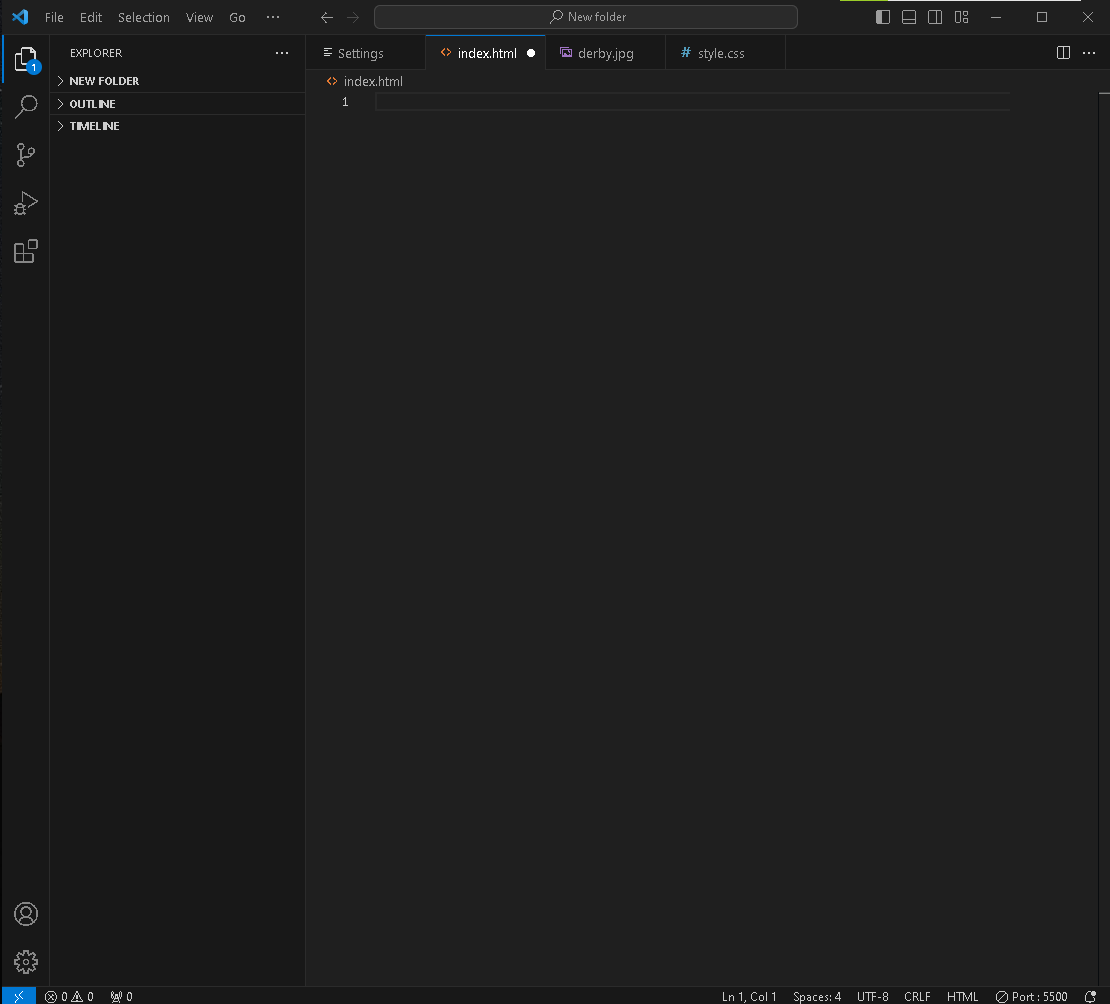 File Edit Selection View Go ··· New folder
EXPLORER ···
Settings index.html derby.jpg style.css ···
1
NEW FOLDER
index.html
OUTLINE
1
TIMELINE
0 0 0 Ln 1, Col 1 Spaces: 4 UTF-8 CRLF HTML Port : 5500